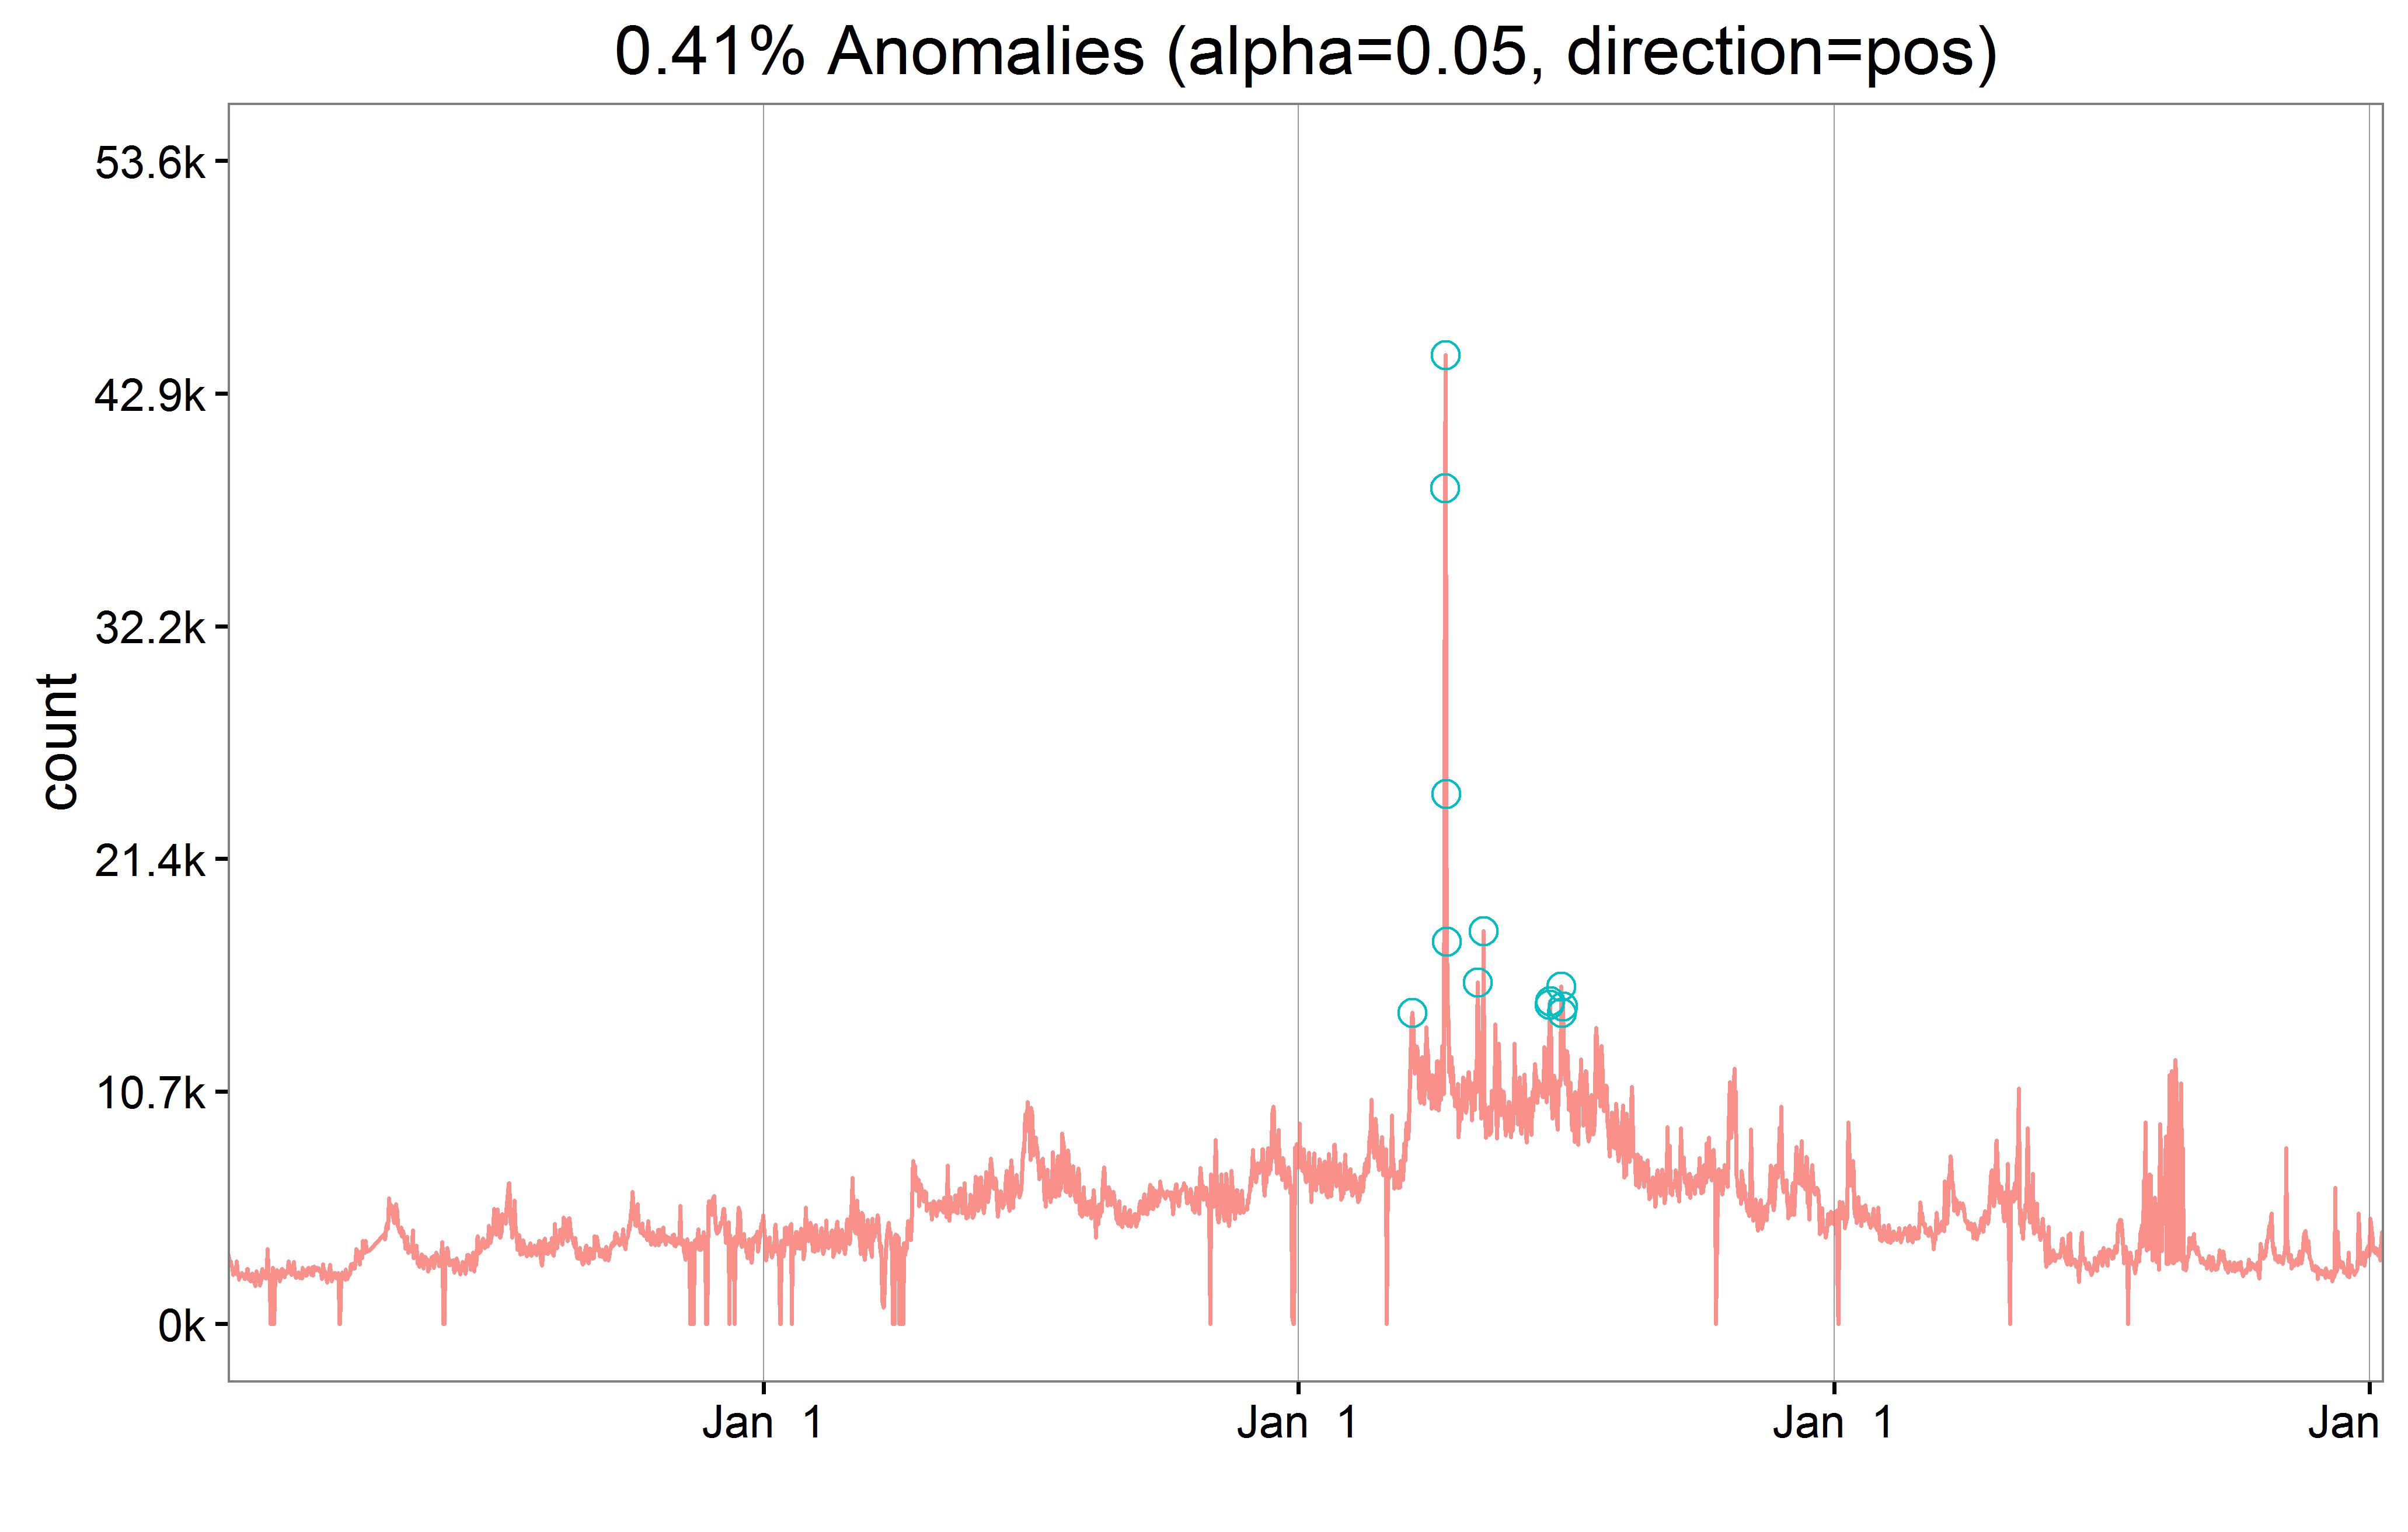 0.41% Anomalies (alpha=0.05, direction=pos)
53.6k
42.9k
32.2k
21.4k
10.7k
0k
count
Jan 1
Jan 1
Jan 1
Jan